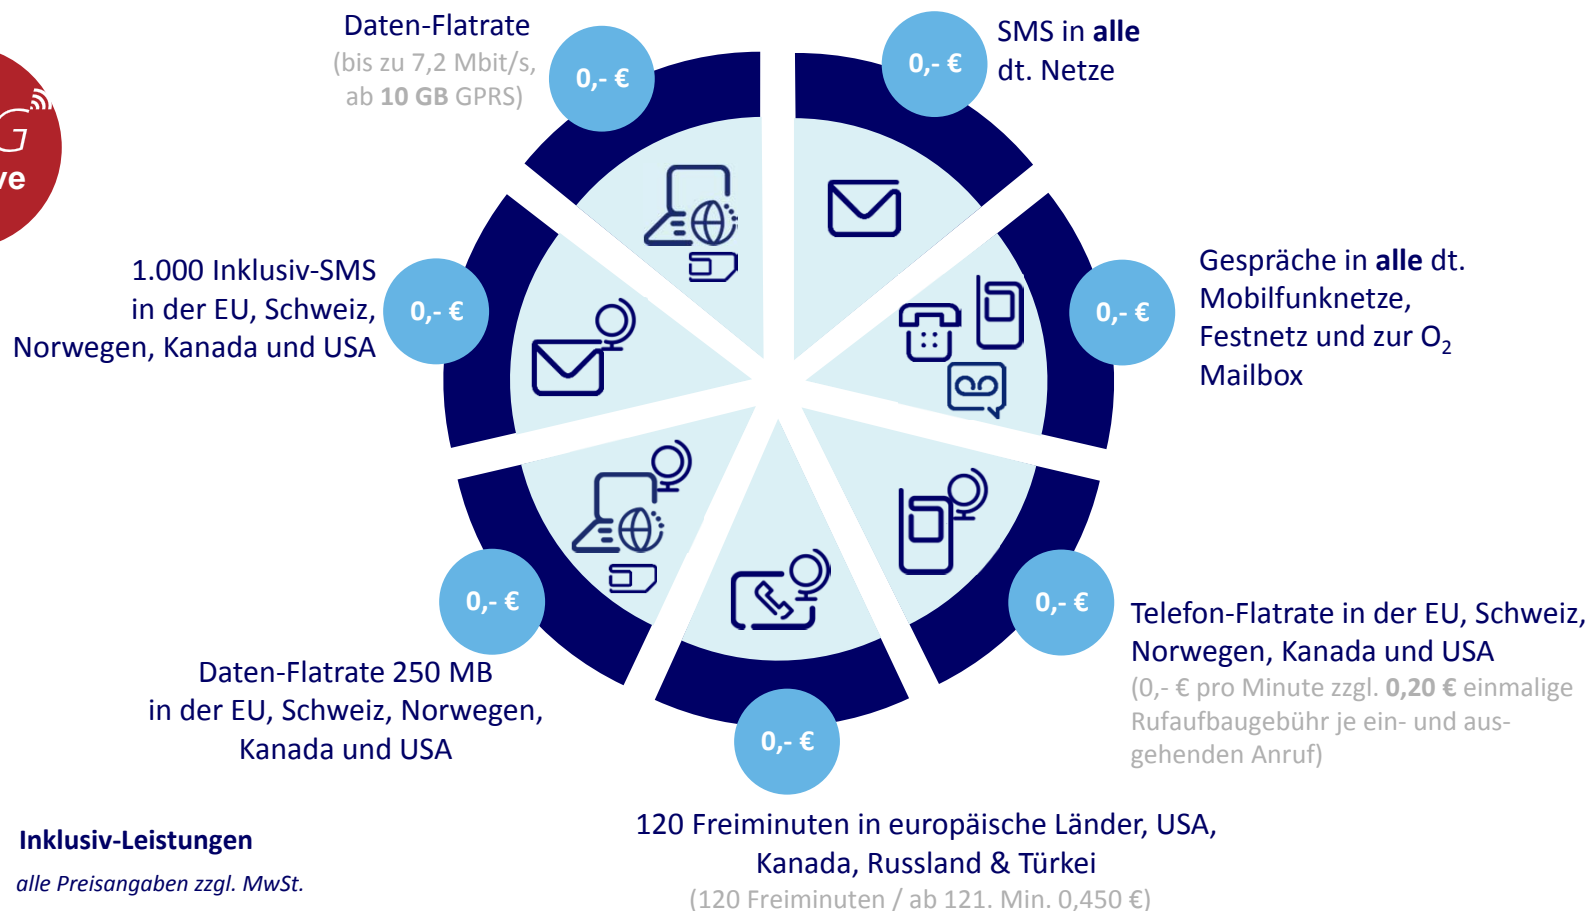 Daten-Flatrate
(bis zu 7,2 Mbit/s,
ab 10 GB GPRS)
0,- €
0,- €
SMS in alle
dt. Netze
G
ve
1.000 Inklusiv-SMS
in der EU, Schweiz,
Norwegen, Kanada und USA
0,- €
0,- €
Gespräche in alle dt.
Mobilfunknetze,
Festnetz und zur O₂
Mailbox
0,- €
Daten-Flatrate 250 MB
in der EU, Schweiz, Norwegen,
Kanada und USA
0,- €
Telefon-Flatrate in der EU, Schweiz,
Norwegen, Kanada und USA
(0,- € pro Minute zzgl. 0,20 € einmalige
Rufaufbaugebühr je ein- und aus-
gehenden Anruf)
0,- €
120 Freiminuten in europäische Länder, USA,
Kanada, Russland & Türkei
(120 Freiminuten / ab 121. Min. 0,450 €)
Inklusiv-Leistungen
alle Preisangaben zzgl. MwSt.